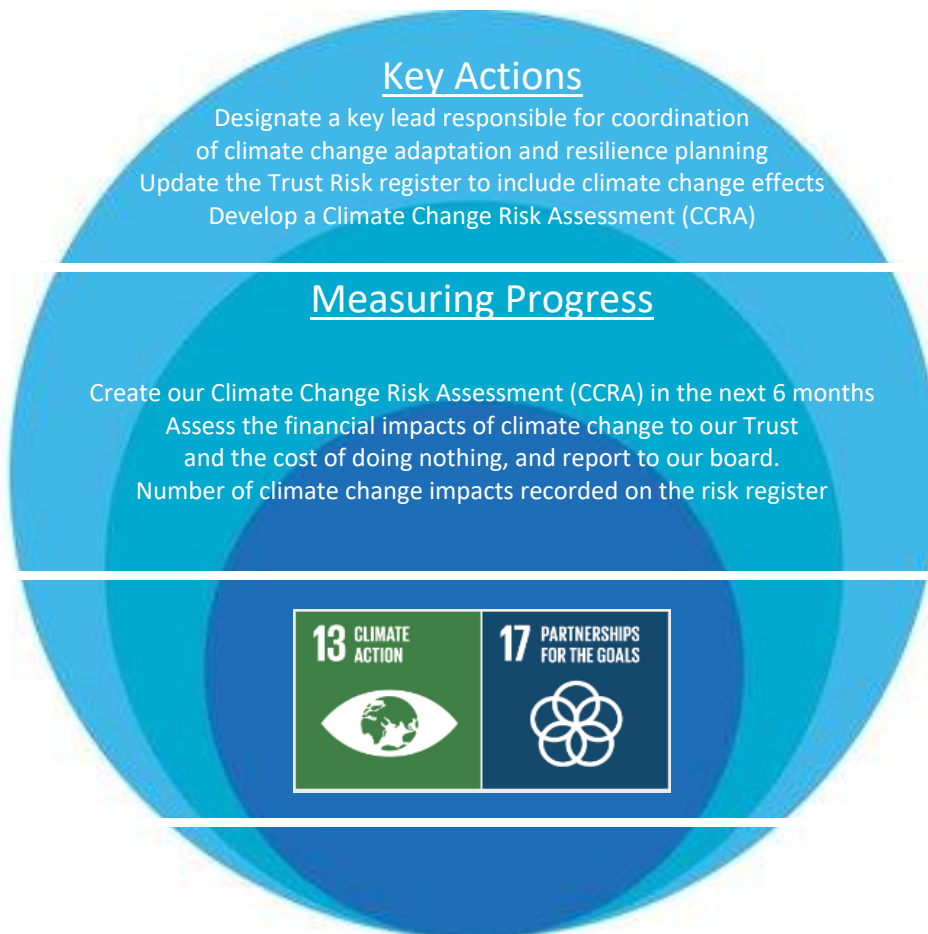 Key Actions
Designate a key lead responsible for coordination
of climate change adaptation and resilience planning
Update the Trust Risk register to include climate change effects
Develop a Climate Change Risk Assessment (CCRA)
Measuring Progress
Create our Climate Change Risk Assessment (CCRA) in the next 6 months
Assess the financial impacts of climate change to our Trust
and the cost of doing nothing, and report to our board.
Number of climate change impacts recorded on the risk register
13 CLIMATE
ACTION
17 PARTNERSHIPS
FOR THE GOALS